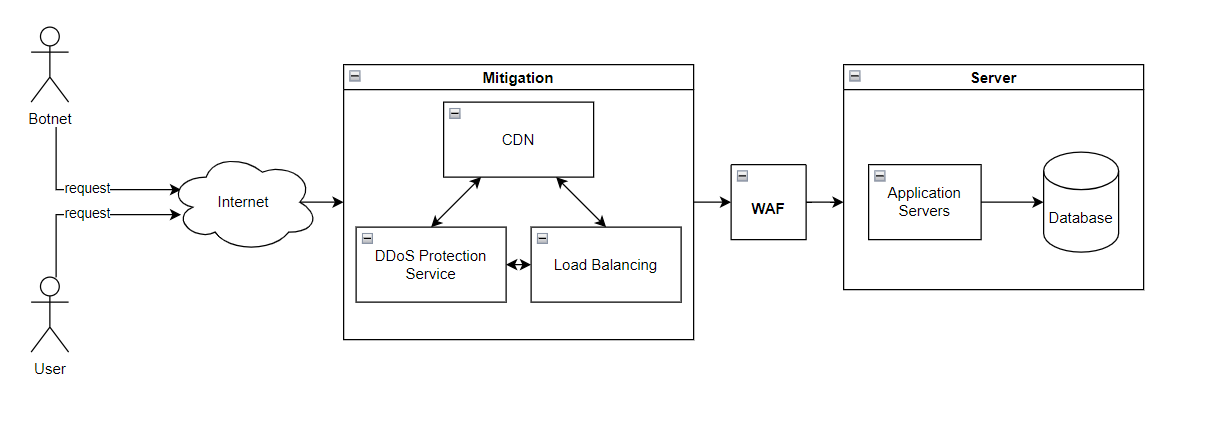 Botnet
request
request
User
Internet
Mitigation
CDN
DDoS Protection
Service
Load Balancing
WAF
Server
Application
Servers
Database